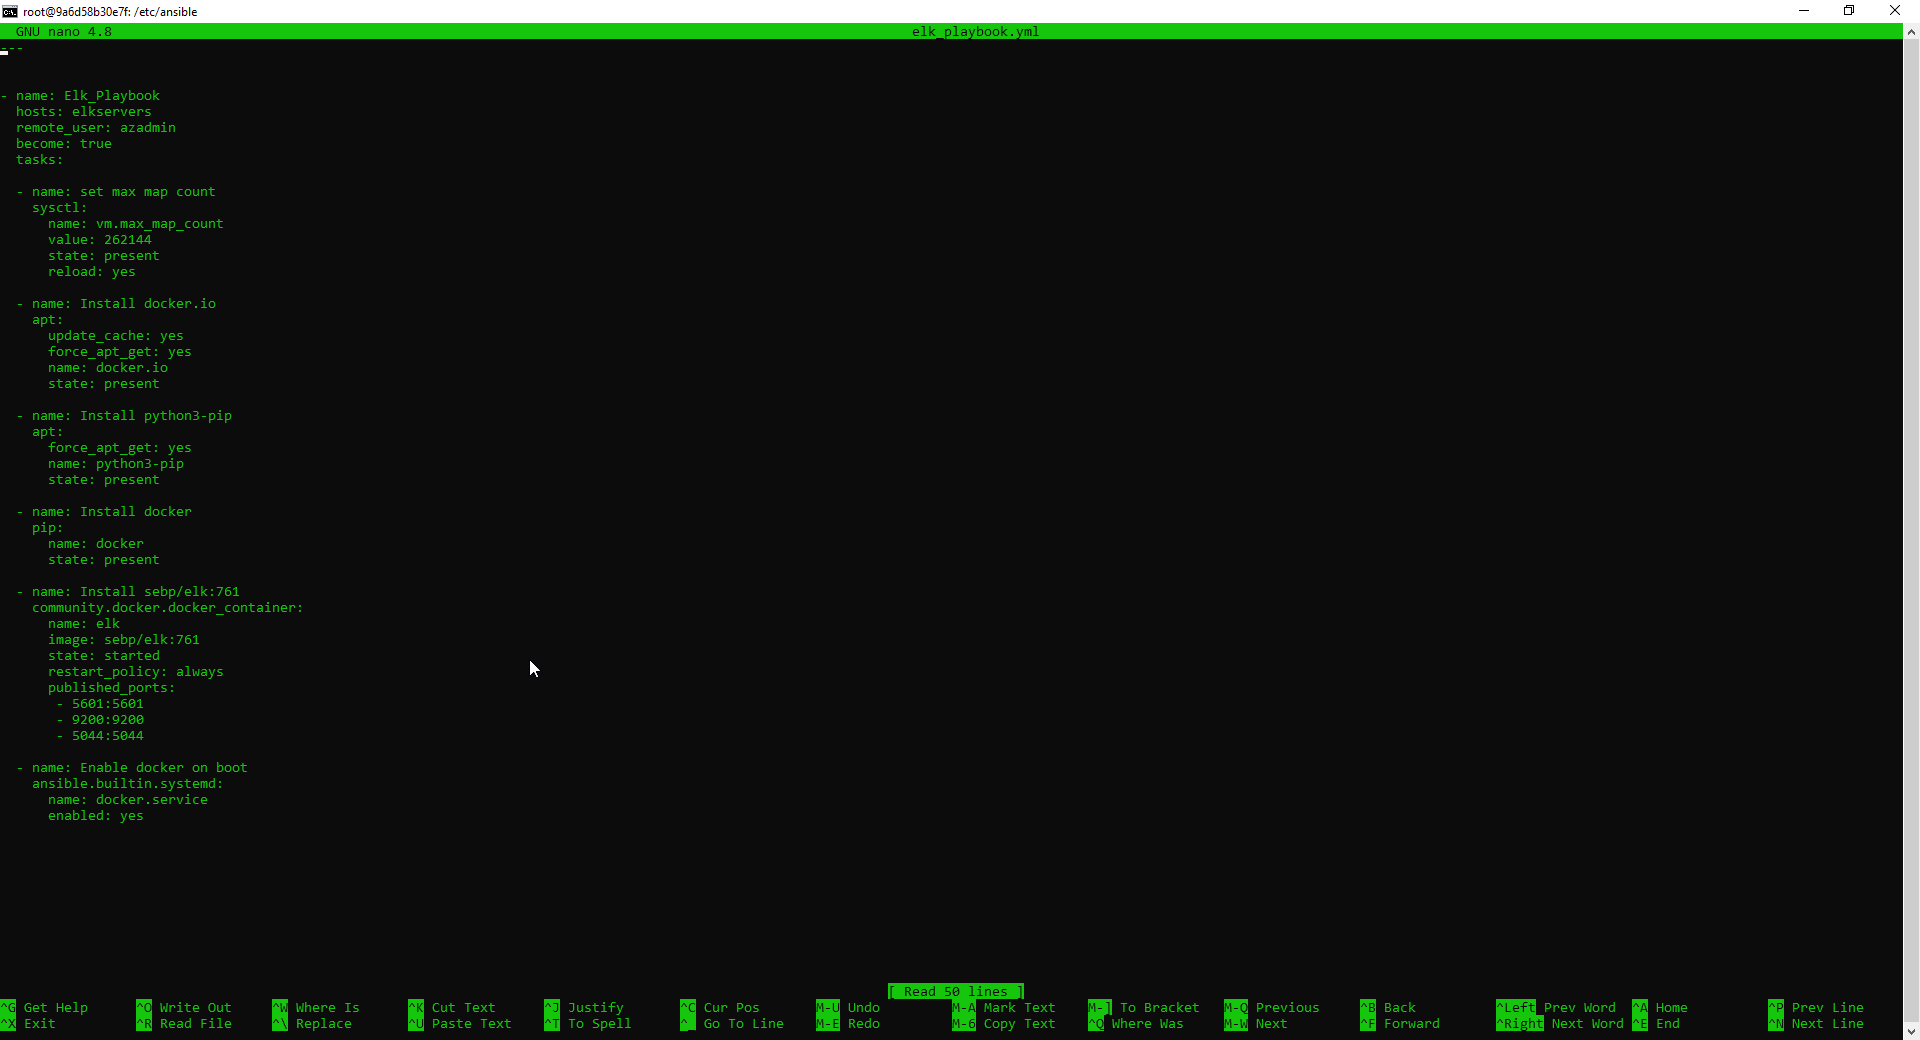 root@9a6d58b30e7f: /etc/ansible
GNU nano 4.8 elk_playbook.yml
---
- name: Elk_Playbook
  hosts: elkservers
  remote_user: azadmin
  become: true
  tasks:
  - name: set max map count
    sysctl:
      name: vm.max_map_count
      value: 262144
      state: present
      reload: yes
  - name: Install docker.io
    apt:
      update_cache: yes
      force_apt_get: yes
      name: docker.io
      state: present
  - name: Install python3-pip
    apt:
      force_apt_get: yes
      name: python3-pip
      state: present
  - name: Install docker
    pip:
      name: docker
      state: present
  - name: Install sebp/elk:761
    community.docker.docker_container:
      name: elk
      image: sebp/elk:761
      state: started
      restart_policy: always
      published_ports:
       - 5601:5601
       - 9200:9200
       - 5044:5044
  - name: Enable docker on boot
    ansible.builtin.systemd:
      name: docker.service
      enabled: yes
[ Read 50 lines ]
^G Get Help ^O Write Out ^W Where Is ^K Cut Text ^J Justify ^C Cur Pos M-U Undo M-A Mark Text M-] To Bracket M-Q Previous ^B Back ^Left Prev Word ^A Home ^P Prev Line
^X Exit ^R Read File ^\ Replace ^U Paste Text ^T To Spell ^_ Go To Line M-E Redo M-6 Copy Text ^Q Where Was M-W Next ^F Forward ^Right Next Word ^E End ^N Next Line